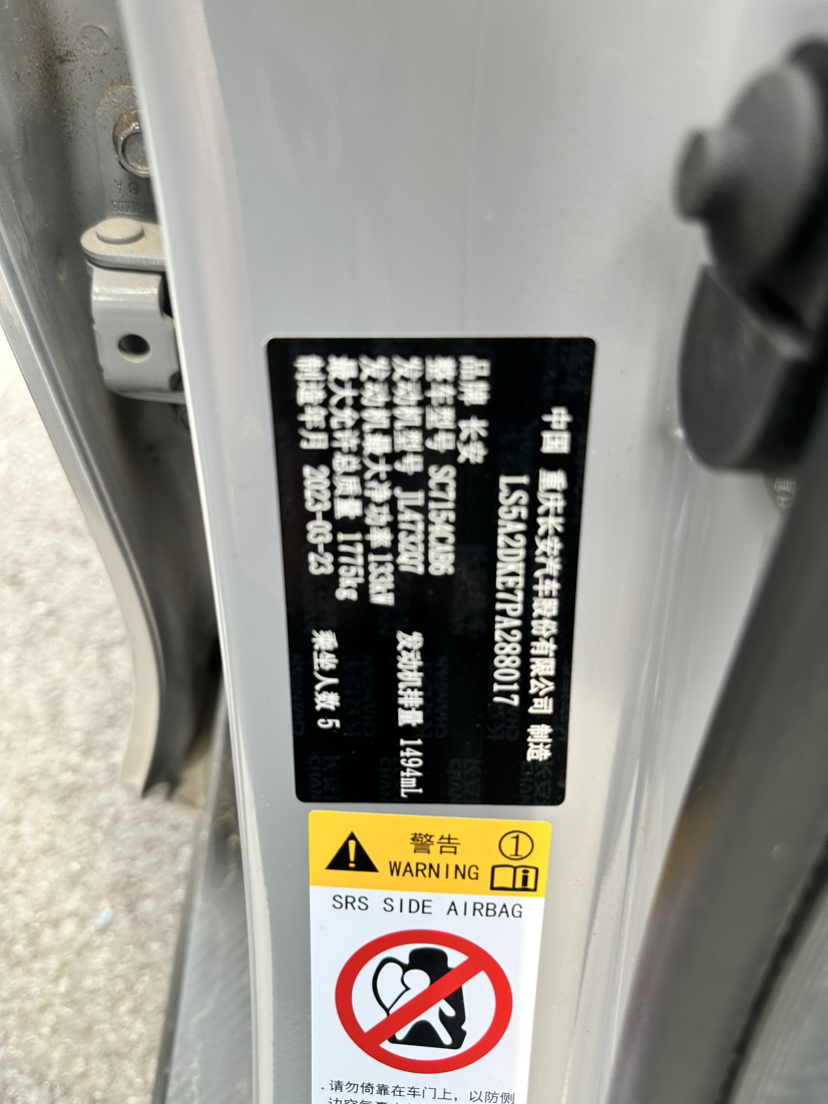 中国 重庆长安汽车股份有限公司 制造
LS5A2DKE7PA288017
品牌 长安
整车型号 SC7154CAB6
发动机型号 JL473ZQ7 发动机排量 1494mL
发动机最大净功率 133kW
最大允许总质量 1775kg
制造年月 2023-03-23 乘坐人数 5
警告
WARNING
1
SRS SIDE AIRBAG
.请勿倚靠在车门上，以防侧